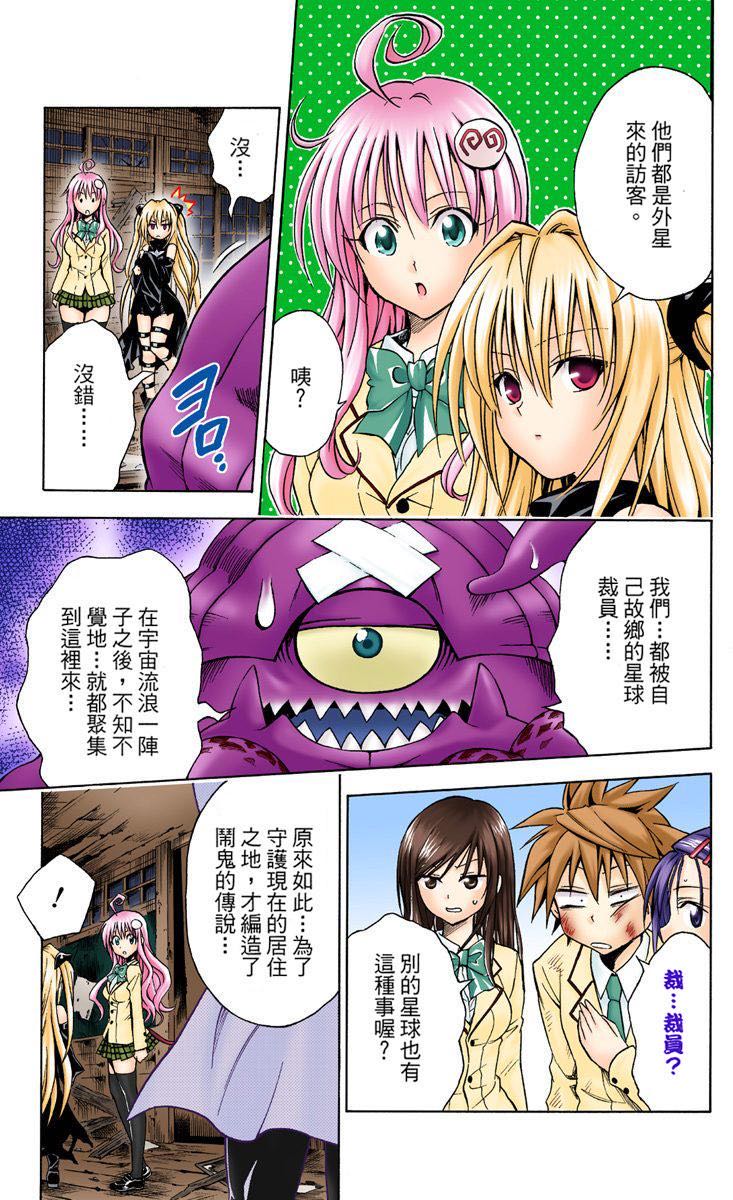 他們都是外星
來的訪客。
咦?
沒…
沒錯……
ヨロ
我們…都被自
己故鄉的星球
裁員……
在宇宙流浪一陣
子之後，不知不
覺地…就都聚集
到這裡來…
裁…裁員?
別的星球也有
這種事喔?
原來如此…為了
守護現在的居住
之地，才編造了
鬧鬼的傳說…
!